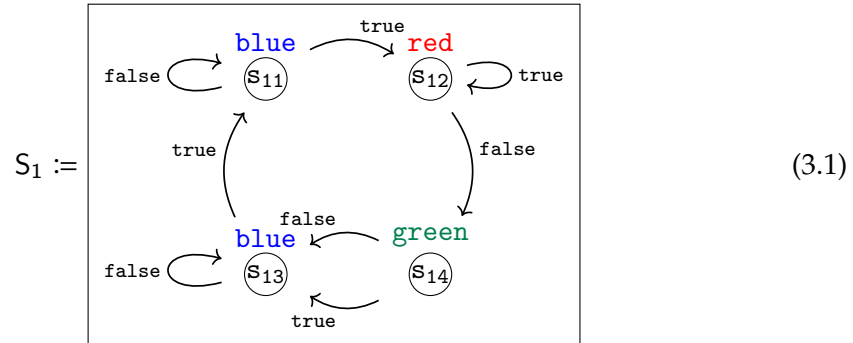 true
blue red
false s₁₁ s₁₂ true
S₁ := true false (3.1)
false
blue green
false s₁₃ s₁₄
true